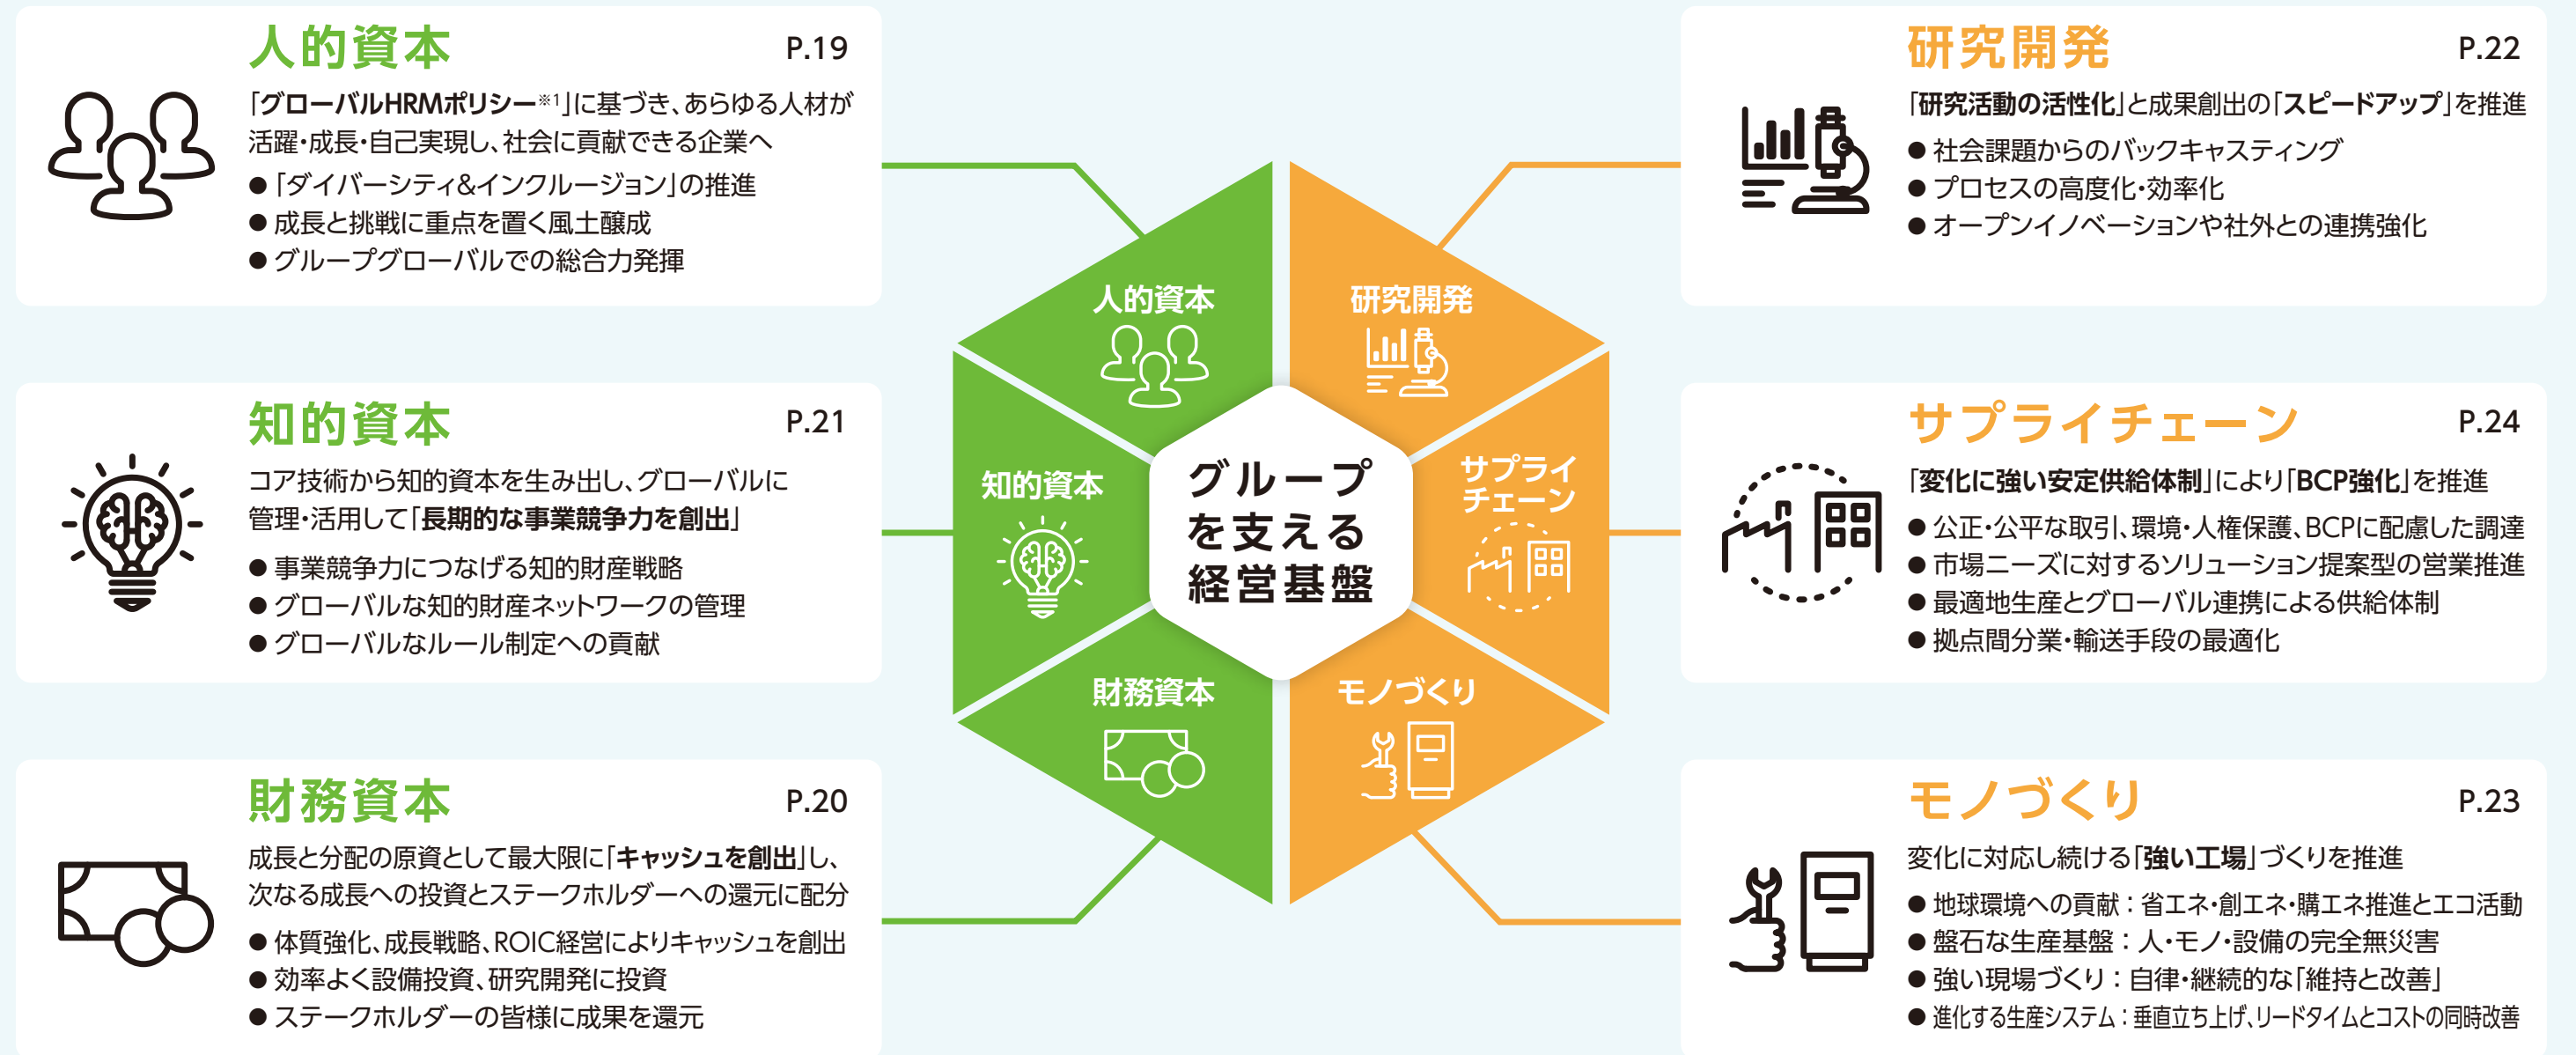 人的資本
P.19
「グローバルHRMポリシー※1」に基づき、あらゆる人材が
活躍・成長・自己実現し、社会に貢献できる企業へ
● 「ダイバーシティ&インクルージョン」の推進
● 成長と挑戦に重点を置く風土醸成
● グループグローバルでの総合力発揮
知的資本
P.21
コア技術から知的資本を生み出し、グローバルに
管理・活用して「長期的な事業競争力を創出」
● 事業競争力につなげる知的財産戦略
● グローバルな知的財産ネットワークの管理
● グローバルなルール制定への貢献
財務資本
P.20
成長と分配の原資として最大限に「キャッシュを創出」し、
次なる成長への投資とステークホルダーへの還元に配分
● 体質強化、成長戦略、ROIC経営によりキャッシュを創出
● 効率よく設備投資、研究開発に投資
● ステークホルダーの皆様に成果を還元
人的資本
研究開発
知的資本
サプライ
チェーン
グループ
を支える
経営基盤
財務資本
モノづくり
研究開発
P.22
「研究活動の活性化」と成果創出の「スピードアップ」を推進
● 社会課題からのバックキャスティング
● プロセスの高度化・効率化
● オープンイノベーションや社外との連携強化
サプライチェーン
P.24
「変化に強い安定供給体制」により「BCP強化」を推進
● 公正・公平な取引、環境・人権保護、BCPに配慮した調達
● 市場ニーズに対するソリューション提案型の営業推進
● 最適地生産とグローバル連携による供給体制
● 拠点間分業・輸送手段の最適化
モノづくり
P.23
変化に対応し続ける「強い工場」づくりを推進
● 地球環境への貢献：省エネ・創エネ・購エネ推進とエコ活動
● 盤石な生産基盤：人・モノ・設備の完全無災害
● 強い現場づくり：自律・継続的な「維持と改善」
● 進化する生産システム：垂直立ち上げ、リードタイムとコストの同時改善